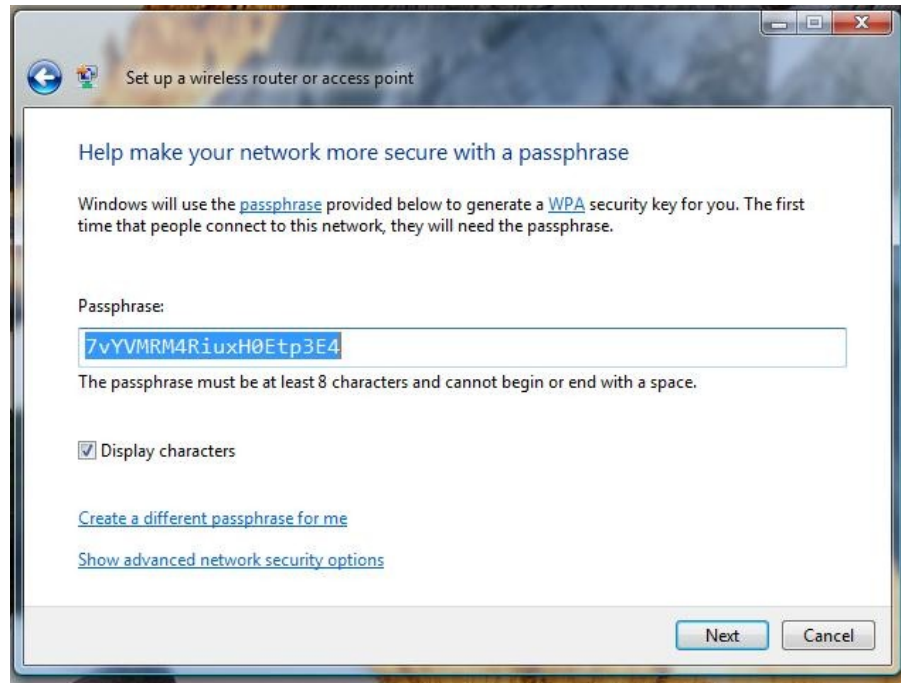 Set up a wireless router or access point
Help make your network more secure with a passphrase
Windows will use the passphrase provided below to generate a WPA security key for you. The first
time that people connect to this network, they will need the passphrase.
Passphrase:
7vYVMRM4RiuxH0Etp3E4
The passphrase must be at least 8 characters and cannot begin or end with a space.
Display characters
Create a different passphrase for me
Show advanced network security options
Next Cancel